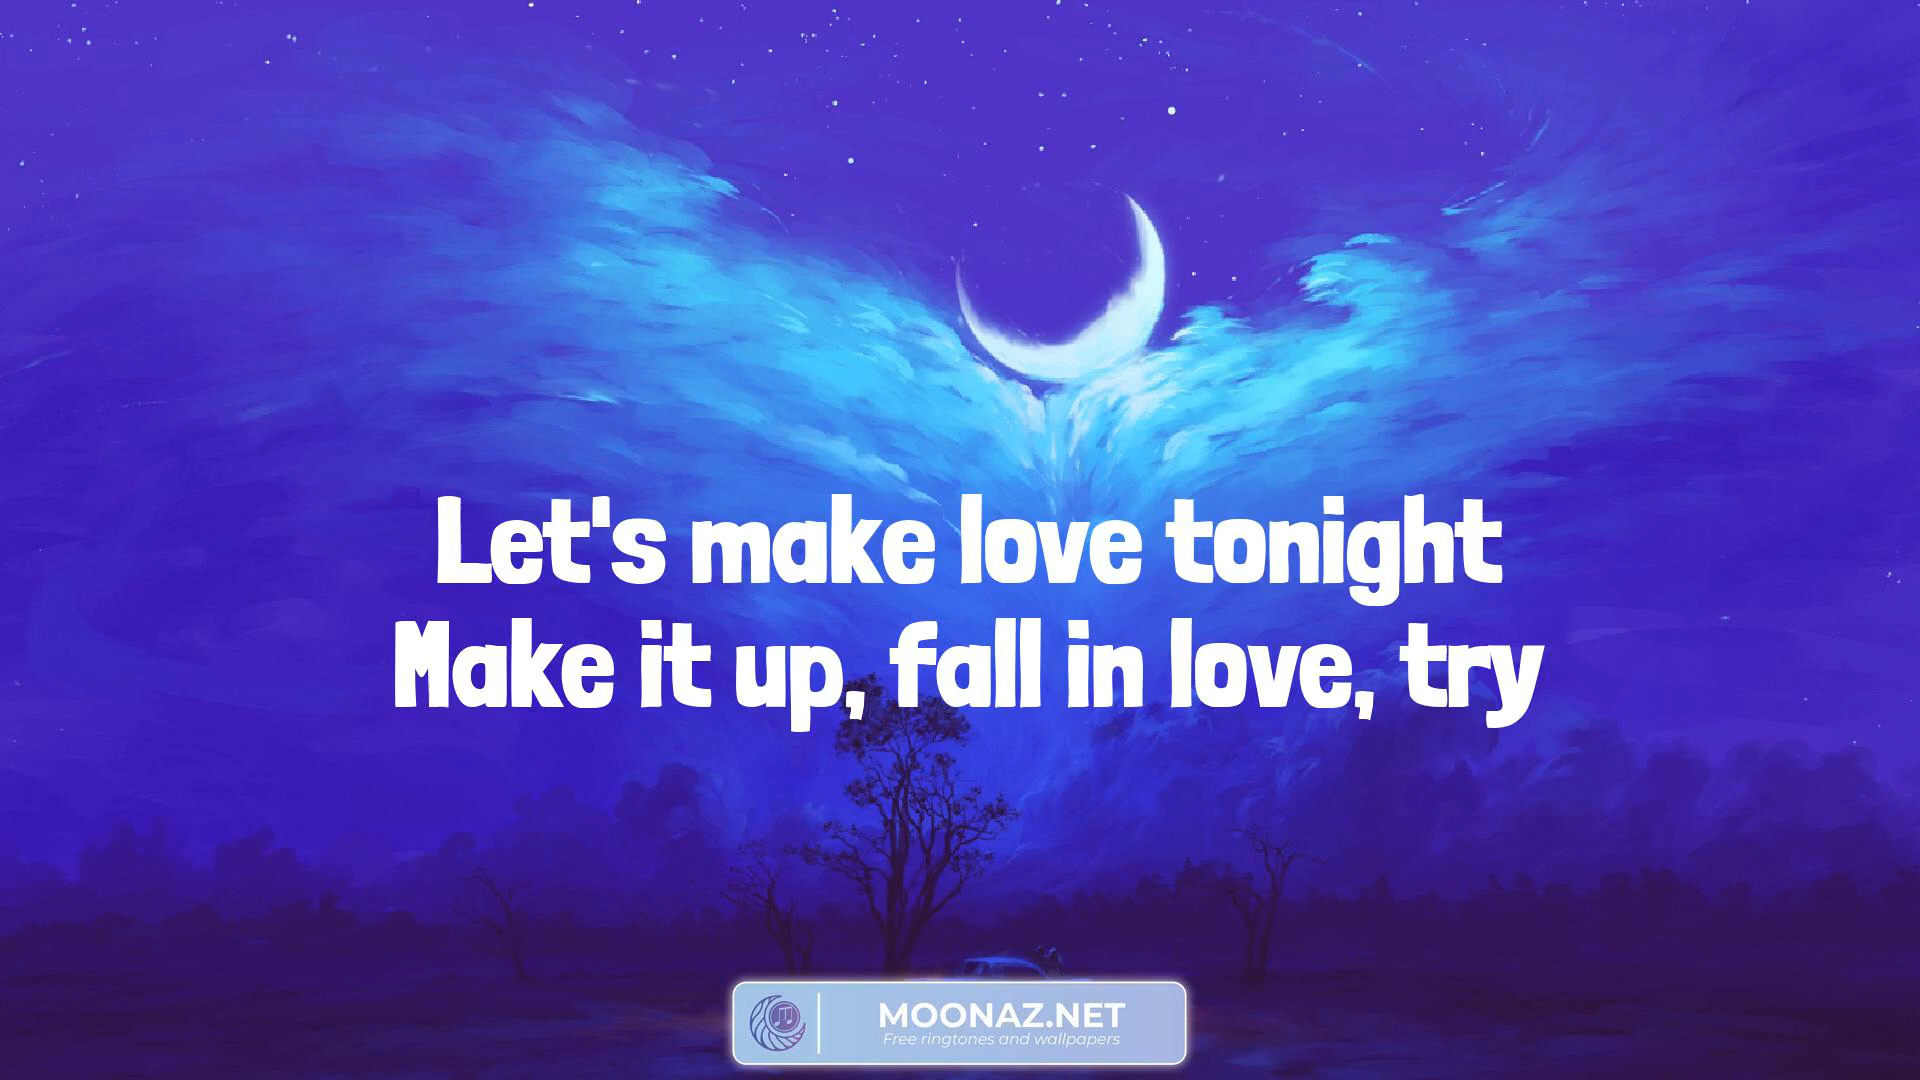 Let's make love tonight
Make it up, fall in love, try
MOONAZ.NET
Free ringtones and wallpapers